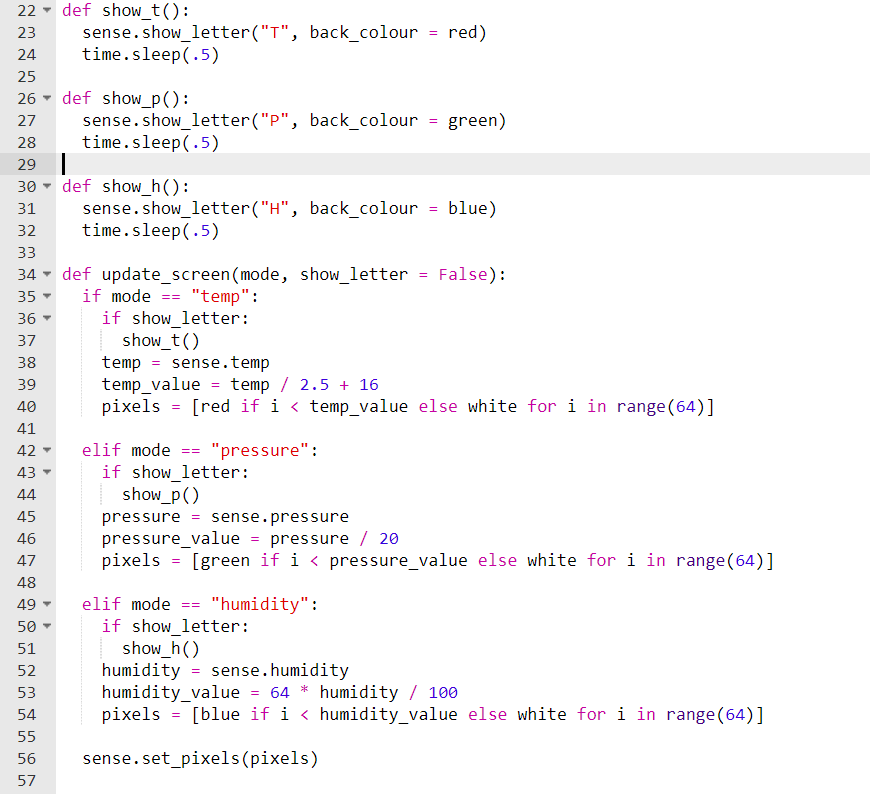 22 def show_t():
23   sense.show_letter("T", back_colour = red)
24   time.sleep(.5)
25
26 def show_p():
27   sense.show_letter("P", back_colour = green)
28   time.sleep(.5)
29
30 def show_h():
31   sense.show_letter("H", back_colour = blue)
32   time.sleep(.5)
33
34 def update_screen(mode, show_letter = False):
35   if mode == "temp":
36     if show_letter:
37       show_t()
38     temp = sense.temp
39     temp_value = temp / 2.5 + 16
40     pixels = [red if i < temp_value else white for i in range(64)]
41
42   elif mode == "pressure":
43     if show_letter:
44       show_p()
45     pressure = sense.pressure
46     pressure_value = pressure / 20
47     pixels = [green if i < pressure_value else white for i in range(64)]
48
49   elif mode == "humidity":
50     if show_letter:
51       show_h()
52     humidity = sense.humidity
53     humidity_value = 64 * humidity / 100
54     pixels = [blue if i < humidity_value else white for i in range(64)]
55
56   sense.set_pixels(pixels)
57